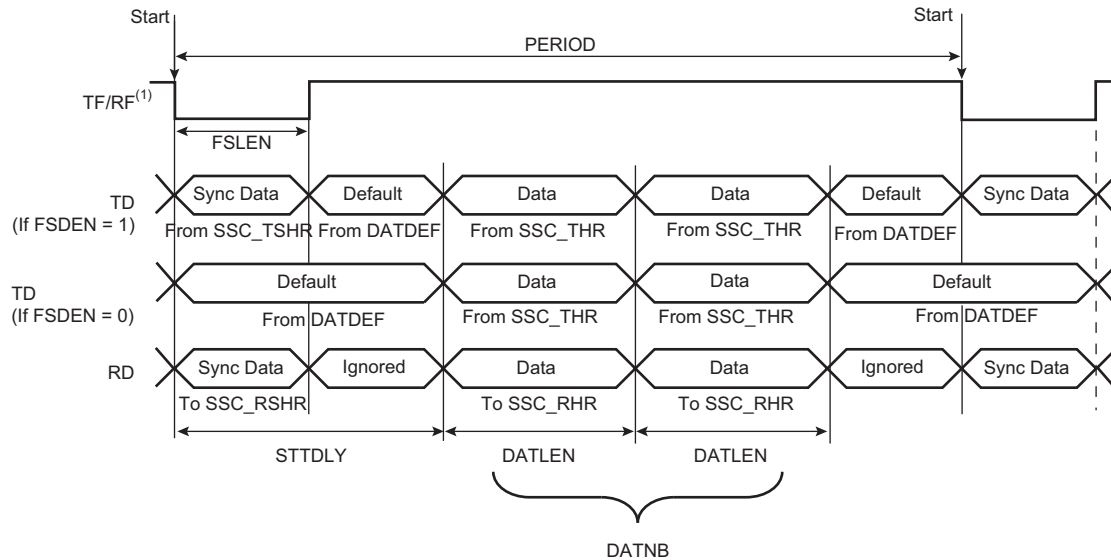 Start Start
PERIOD
TF/RF(1)
FSLEN
TD
(If FSDEN = 1)
Sync Data Default Data Data Default Sync Data
From SSC_TSHR From DATDEF From SSC_THR From SSC_THR From DATDEF
TD
(If FSDEN = 0)
Default Data Data Default
From DATDEF From SSC_THR From SSC_THR From DATDEF
RD Sync Data Ignored Data Data Ignored Sync Data
To SSC_RSHR To SSC_RHR To SSC_RHR
STTDLY DATLEN DATLEN
DATNB